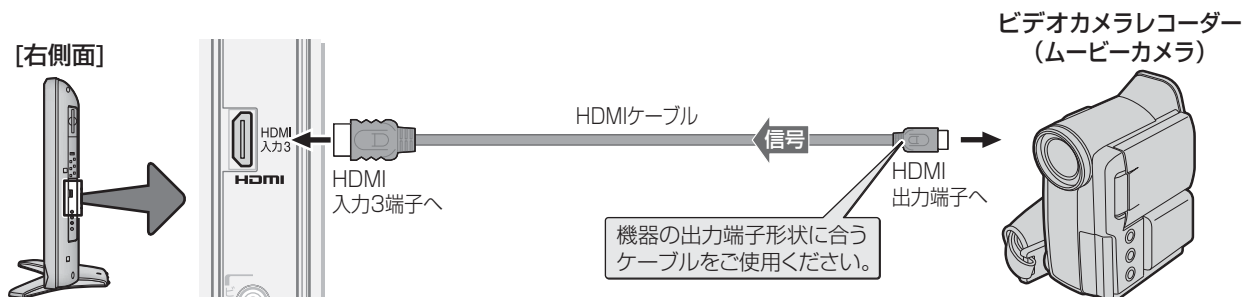 ビデオカメラレコーダー
（ムービーカメラ）
[右側面]
HDMIケーブル
信号
HDMI
入力3
HDMI
HDMI
入力3端子へ
HDMI
出力端子へ
機器の出力端子形状に合う
ケーブルをご使用ください。